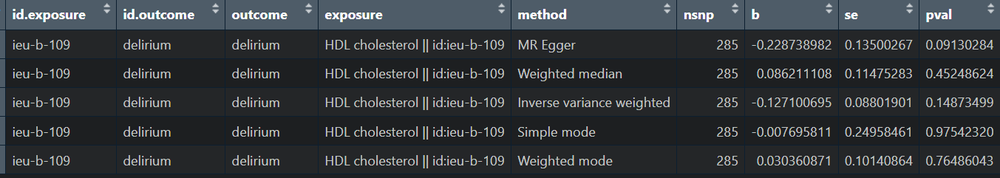 id.exposure id.outcome outcome exposure method nsnp b se pval
ieu-b-109 delirium delirium HDL cholesterol || id:ieu-b-109 MR Egger 285 -0.228738982 0.13500267 0.09130284
ieu-b-109 delirium delirium HDL cholesterol || id:ieu-b-109 Weighted median 285 0.086211108 0.11475283 0.45248624
ieu-b-109 delirium delirium HDL cholesterol || id:ieu-b-109 Inverse variance weighted 285 -0.127100695 0.08801901 0.14873499
ieu-b-109 delirium delirium HDL cholesterol || id:ieu-b-109 Simple mode 285 -0.007695811 0.24958461 0.97542320
ieu-b-109 delirium delirium HDL cholesterol || id:ieu-b-109 Weighted mode 285 0.030360871 0.10140864 0.76486043